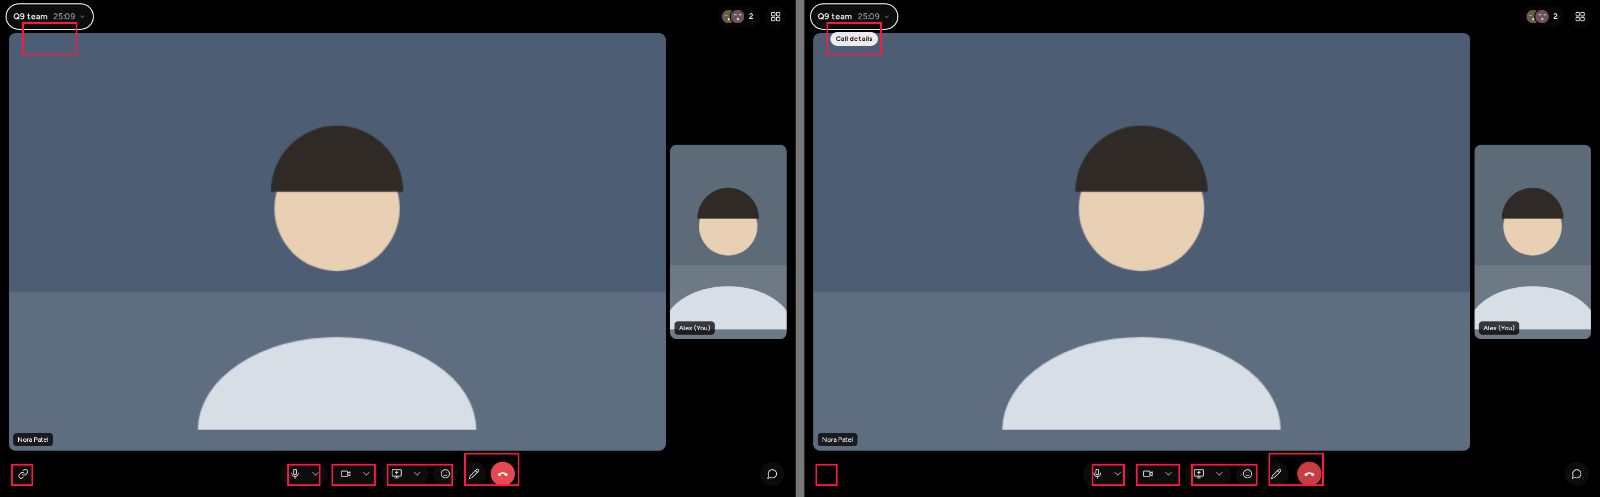 Q9 team 25:09
2
Q9 team 25:09
2
Call details
Alex (You)
Alex (You)
Nora Patel
Nora Patel